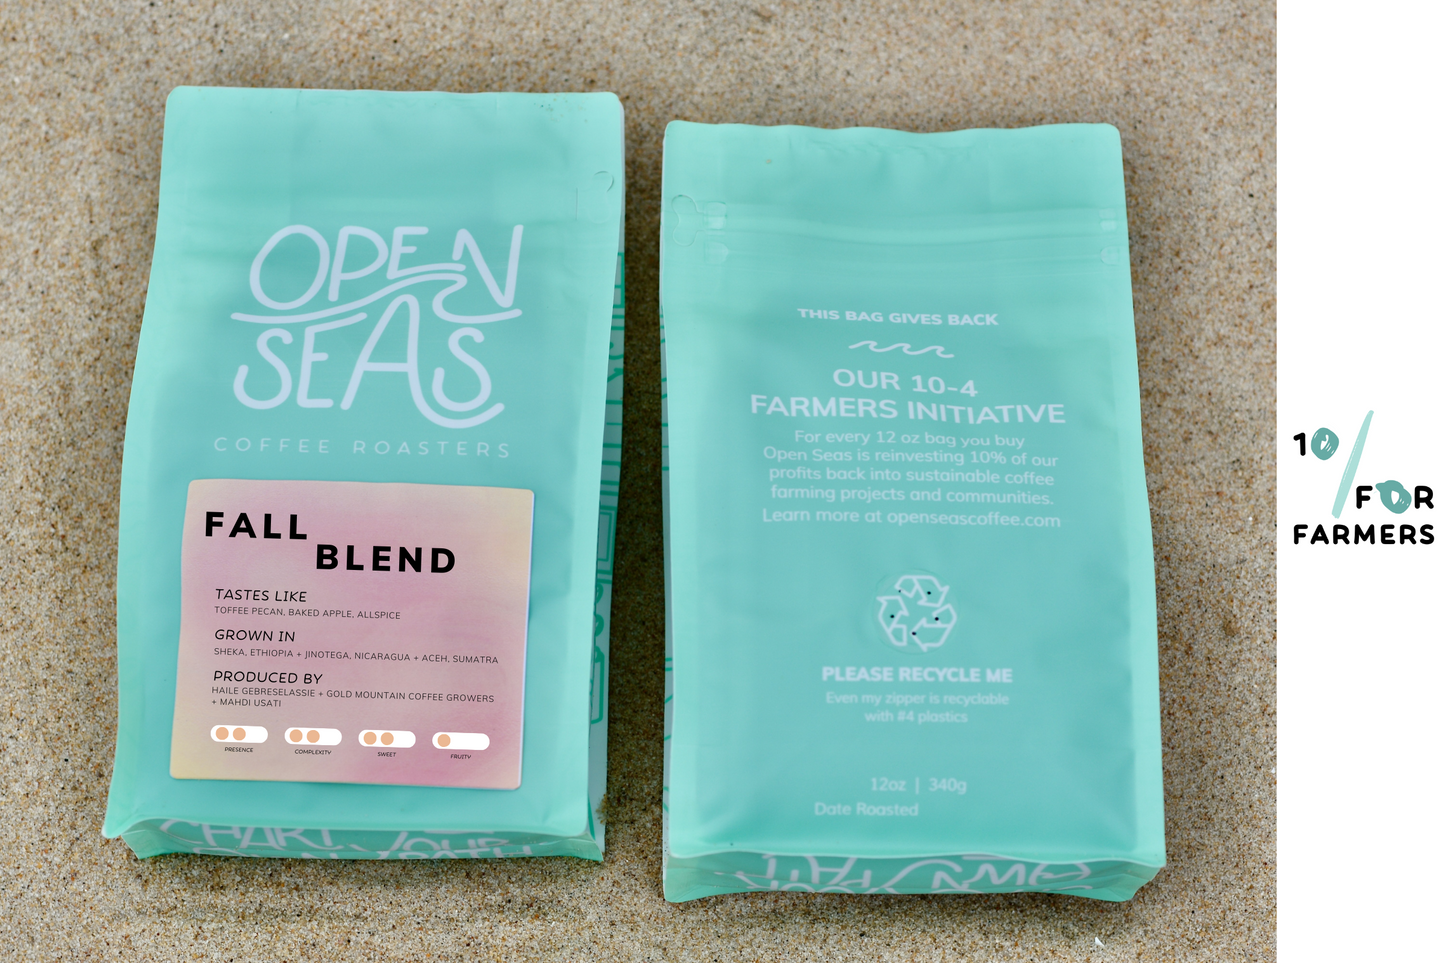 OPEN
SEAS
COFFEE ROASTERS
FALL
BLEND
TASTES LIKE
TOFFEE PECAN, BAKED APPLE, ALLSPICE
GROWN IN
SHEKA, ETHIOPIA + JINOTEGA, NICARAGUA + ACEH, SUMATRA
PRODUCED BY
HAILE GEBRESELASSIE + GOLD MOUNTAIN COFFEE GROWERS
+ MAHDI USATI
PRESENCE
COMPLEXITY
SWEET
FRUITY
CHART YOUR
THIS BAG GIVES BACK
OUR 10-4
FARMERS INITIATIVE
For every 12 oz bag you buy
Open Seas is reinvesting 10% of our
profits back into sustainable coffee
farming projects and communities.
Learn more at openseascoffee.com
PLEASE RECYCLE ME
Even my zipper is recyclable
with #4 plastics
12oz | 340g
Date Roasted
10/FOR
FARMERS